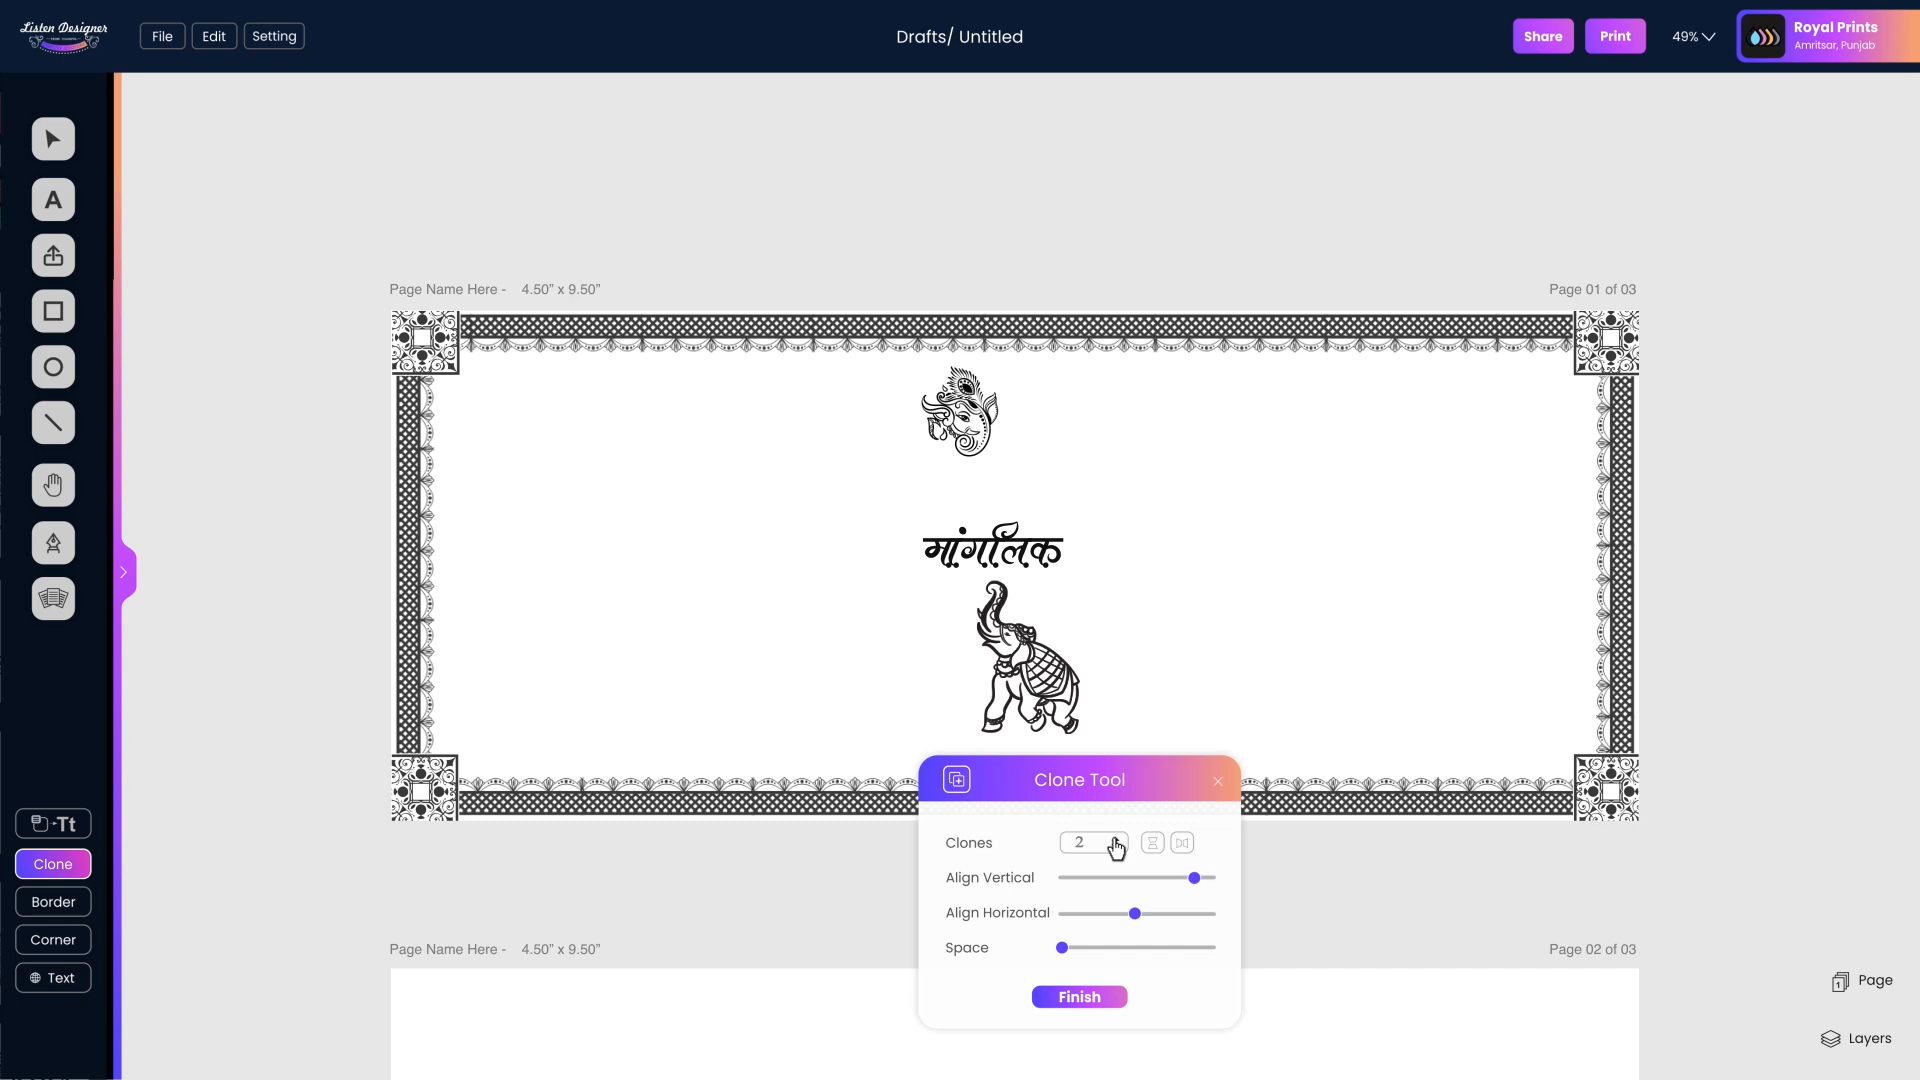 Listen Designer
File
Edit
Setting
Drafts/ Untitled
Share
Print
49%
Royal Prints
Amritsar, Punjab
A
Page Name Here - 4.50” x 9.50”
Page 01 of 03
मांगलिक
Clone Tool
Clones
2
Align Vertical
Align Horizontal
Space
Finish
Tt
Clone
Border
Corner
Text
Page Name Here - 4.50” x 9.50”
Page 02 of 03
1
Page
Layers